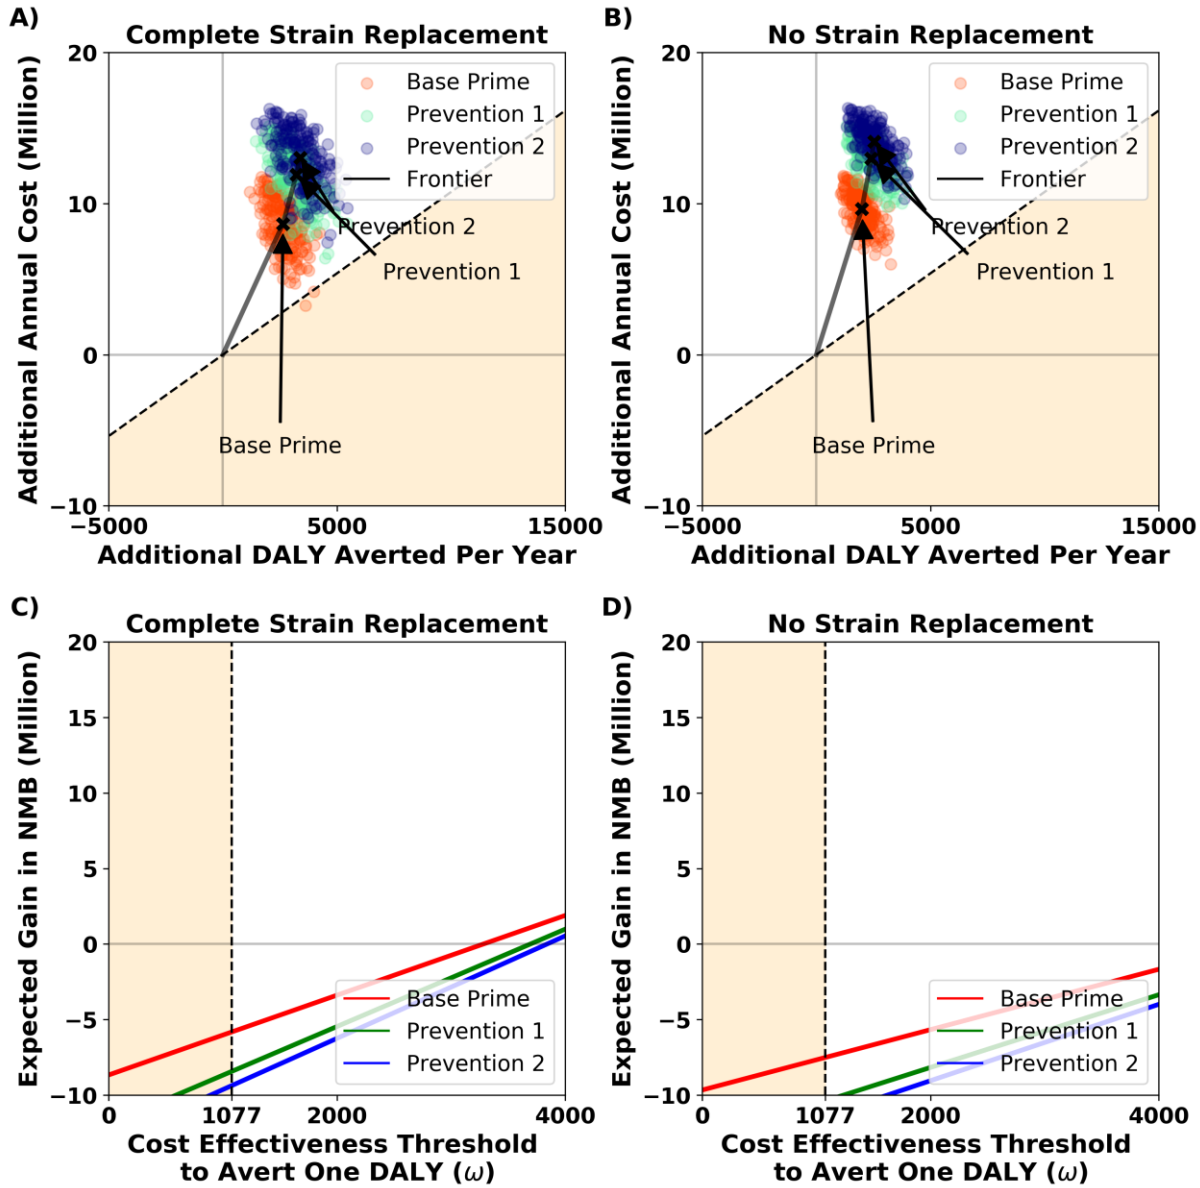 A)
Complete Strain Replacement
20
10
0
−10
Additional Annual Cost (Million)
Base Prime
Prevention 1
Prevention 2
Frontier
Prevention 2
Prevention 1
Base Prime
−5000
5000
15000
Additional DALY Averted Per Year
B)
No Strain Replacement
20
10
0
−10
Additional Annual Cost (Million)
Base Prime
Prevention 1
Prevention 2
Frontier
Prevention 2
Prevention 1
Base Prime
−5000
5000
15000
Additional DALY Averted Per Year
C)
Complete Strain Replacement
20
15
10
5
0
−5
−10
Expected Gain in NMB (Million)
Base Prime
Prevention 1
Prevention 2
0
1077
2000
4000
Cost Effectiveness Threshold
to Avert One DALY (ω)
D)
No Strain Replacement
20
15
10
5
0
−5
−10
Expected Gain in NMB (Million)
Base Prime
Prevention 1
Prevention 2
0
1077
2000
4000
Cost Effectiveness Threshold
to Avert One DALY (ω)